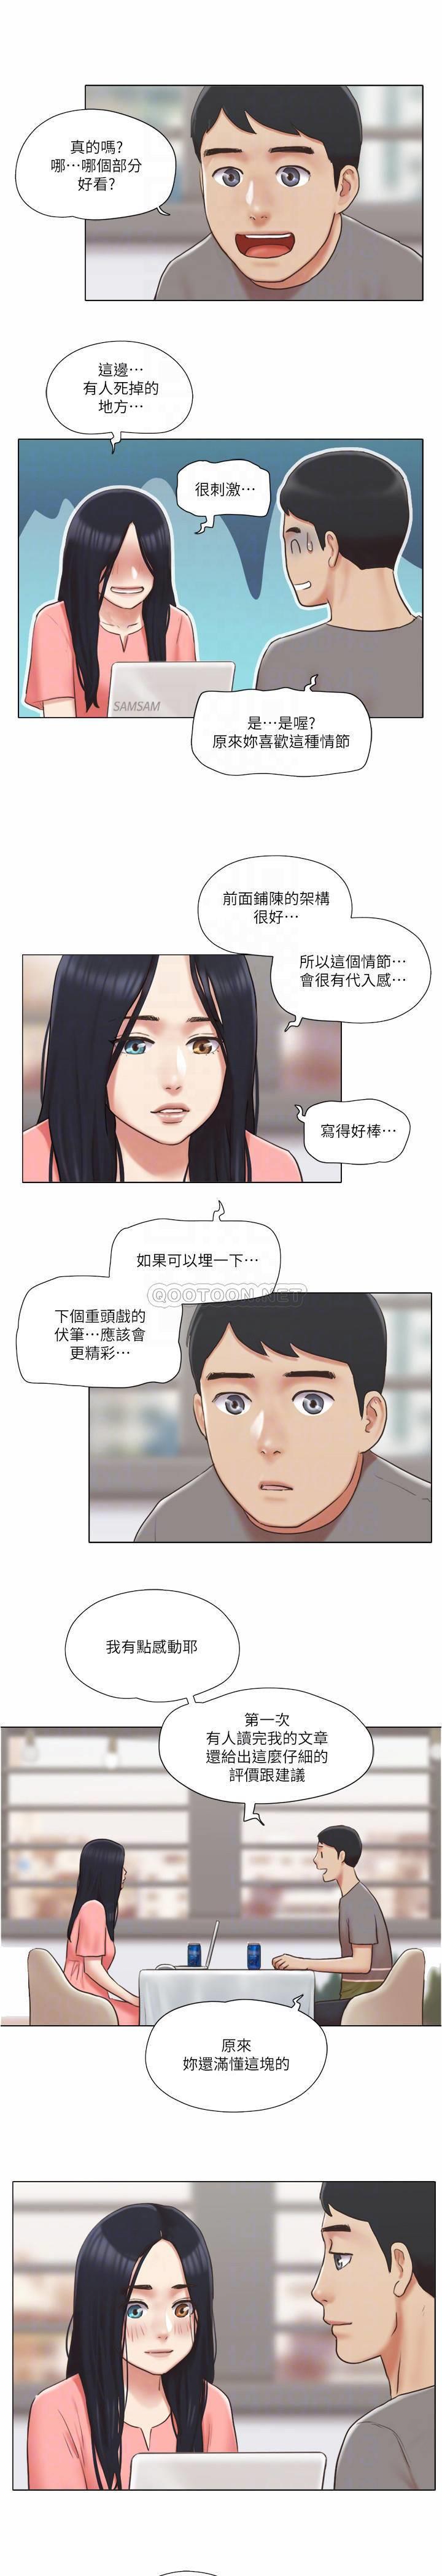 真的嗎?
哪⋯哪個部分
好看?
這邊⋯
有人死掉的
地方⋯
很刺激⋯
SAMSAM
是⋯是喔?
原來妳喜歡這種情節
前面鋪陳的架構
很好⋯
所以這個情節⋯
會很有代入感⋯
寫得好棒⋯
如果可以埋一下⋯
QOOTOON.NET
下個重頭戲的
伏筆⋯應該會
更精彩⋯
我有點感動耶
第一次
有人讀完我的文章
還給出這麼仔細的
評價跟建議
原來
妳還滿懂這塊的